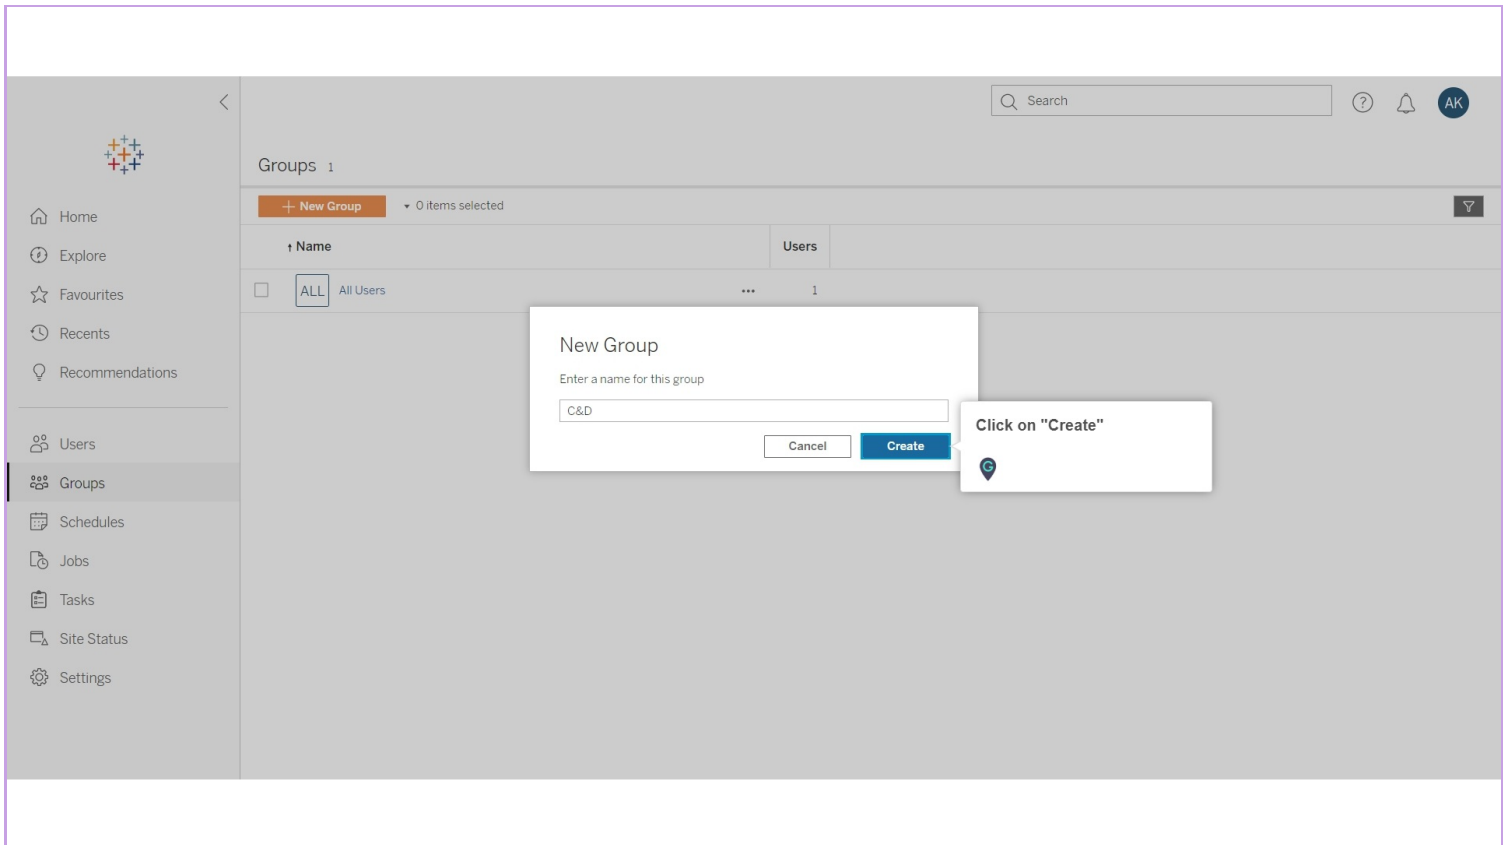 Search
?
AK
Groups 1
+ New Group
0 items selected
Home
Explore
Favourites
Recents
Recommendations
Users
Groups
Schedules
Jobs
Tasks
Site Status
Settings
↑ Name
Users
ALL All Users ••• 1
New Group
Enter a name for this group
C&D
Cancel
Create
Click on "Create"
G